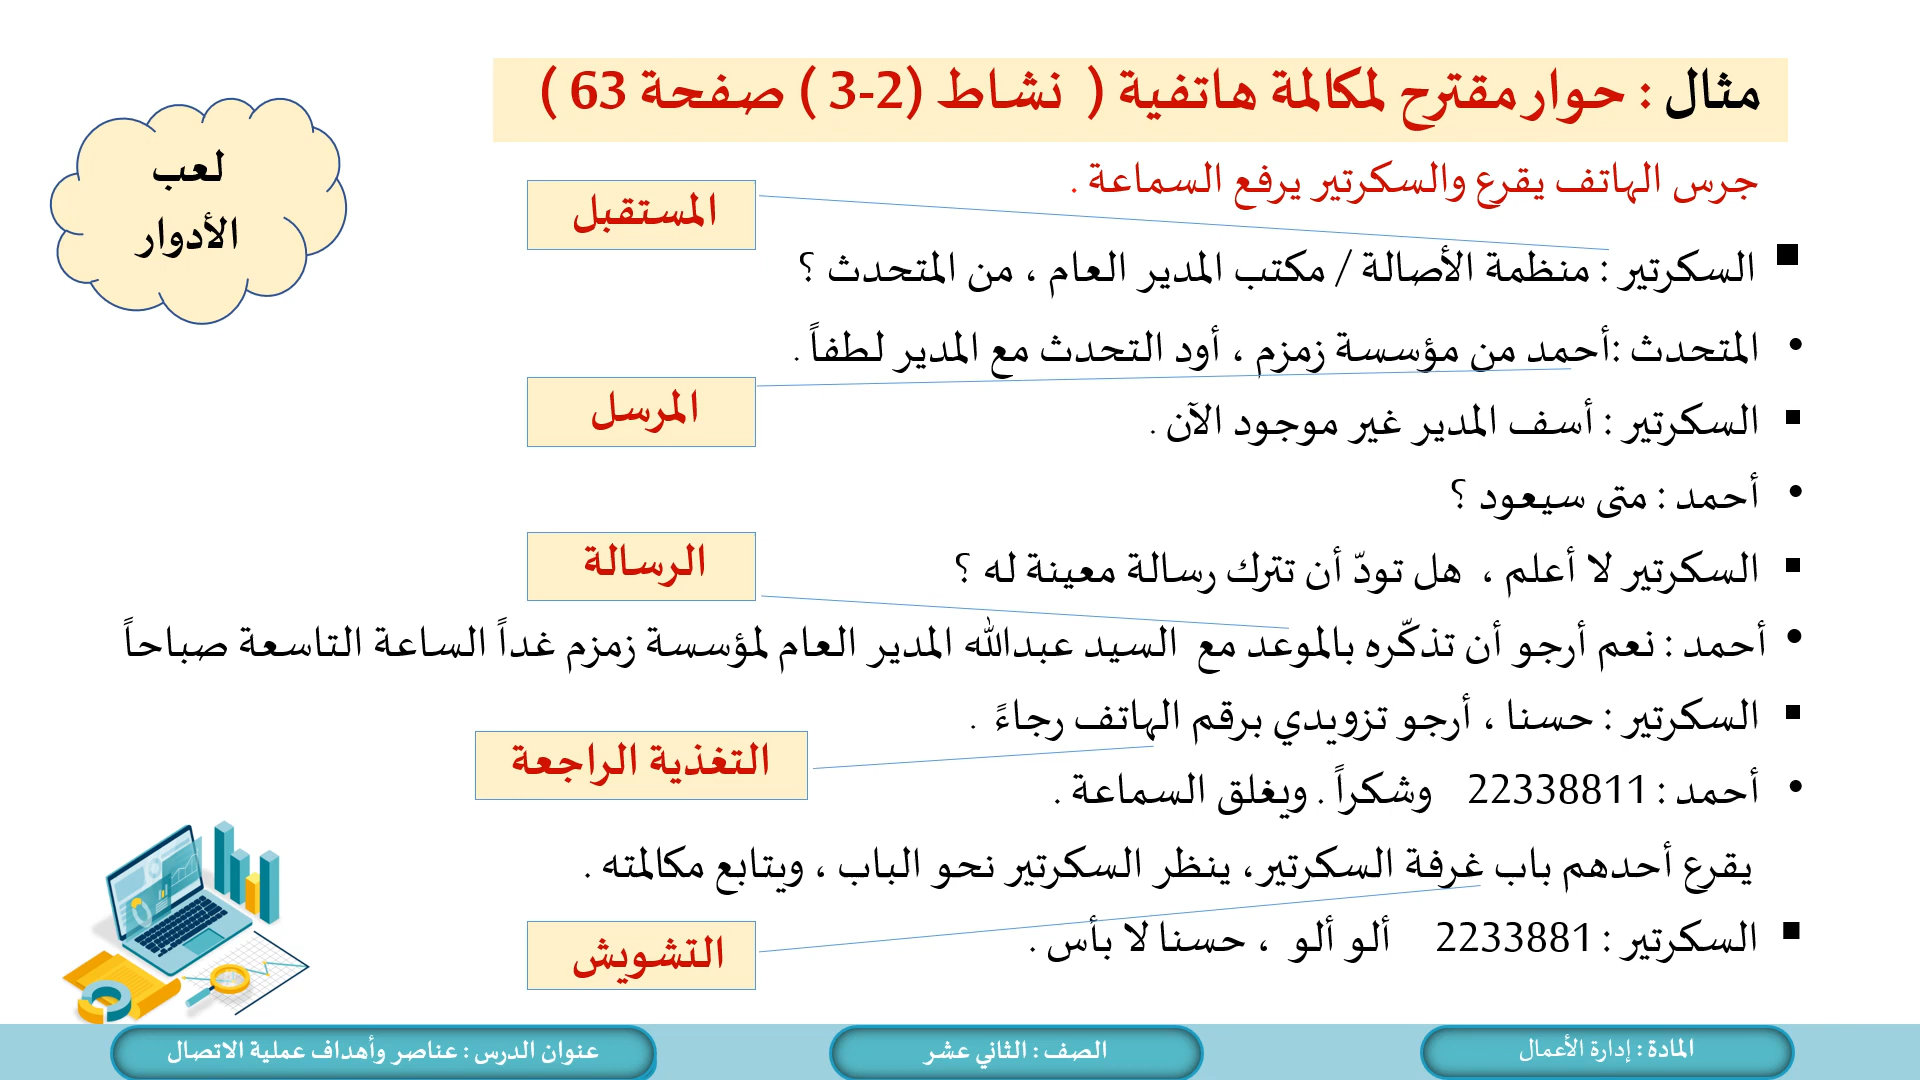 مثال : حوار مقترح لمكالمة هاتفية ( نشاط (2-3 ) صفحة 63 )
لعب
الأدوار
جرس الهاتف يقرع والسكرتير يرفع السماعة .
المستقبل
السكرتير : منظمة الأصالة / مكتب المدير العام ، من المتحدث ؟
المتحدث :أحمد من مؤسسة زمزم ، أود التحدث مع المدير لطفاً .
المرسل
السكرتير : أسف المدير غير موجود الآن .
أحمد : متى سيعود ؟
الرسالة
السكرتير لا أعلم ، هل تودّ أن تترك رسالة معينة له ؟
أحمد : نعم أرجو أن تذكّره بالموعد مع السيد عبدالله المدير العام لمؤسسة زمزم غداً الساعة التاسعة صباحاً
السكرتير : حسنا ، أرجو تزويدي برقم الهاتف رجاءً .
التغذية الراجعة
أحمد : 22338811 وشكراً . ويغلق السماعة .
يقرع أحدهم باب غرفة السكرتير، ينظر السكرتير نحو الباب ، ويتابع مكالمته .
السكرتير : 2233881 ألو ألو ، حسنا لا بأس .
التشويش
المادة : إدارة الأعمال
الصف : الثاني عشر
عنوان الدرس : عناصر وأهداف عملية الاتصال